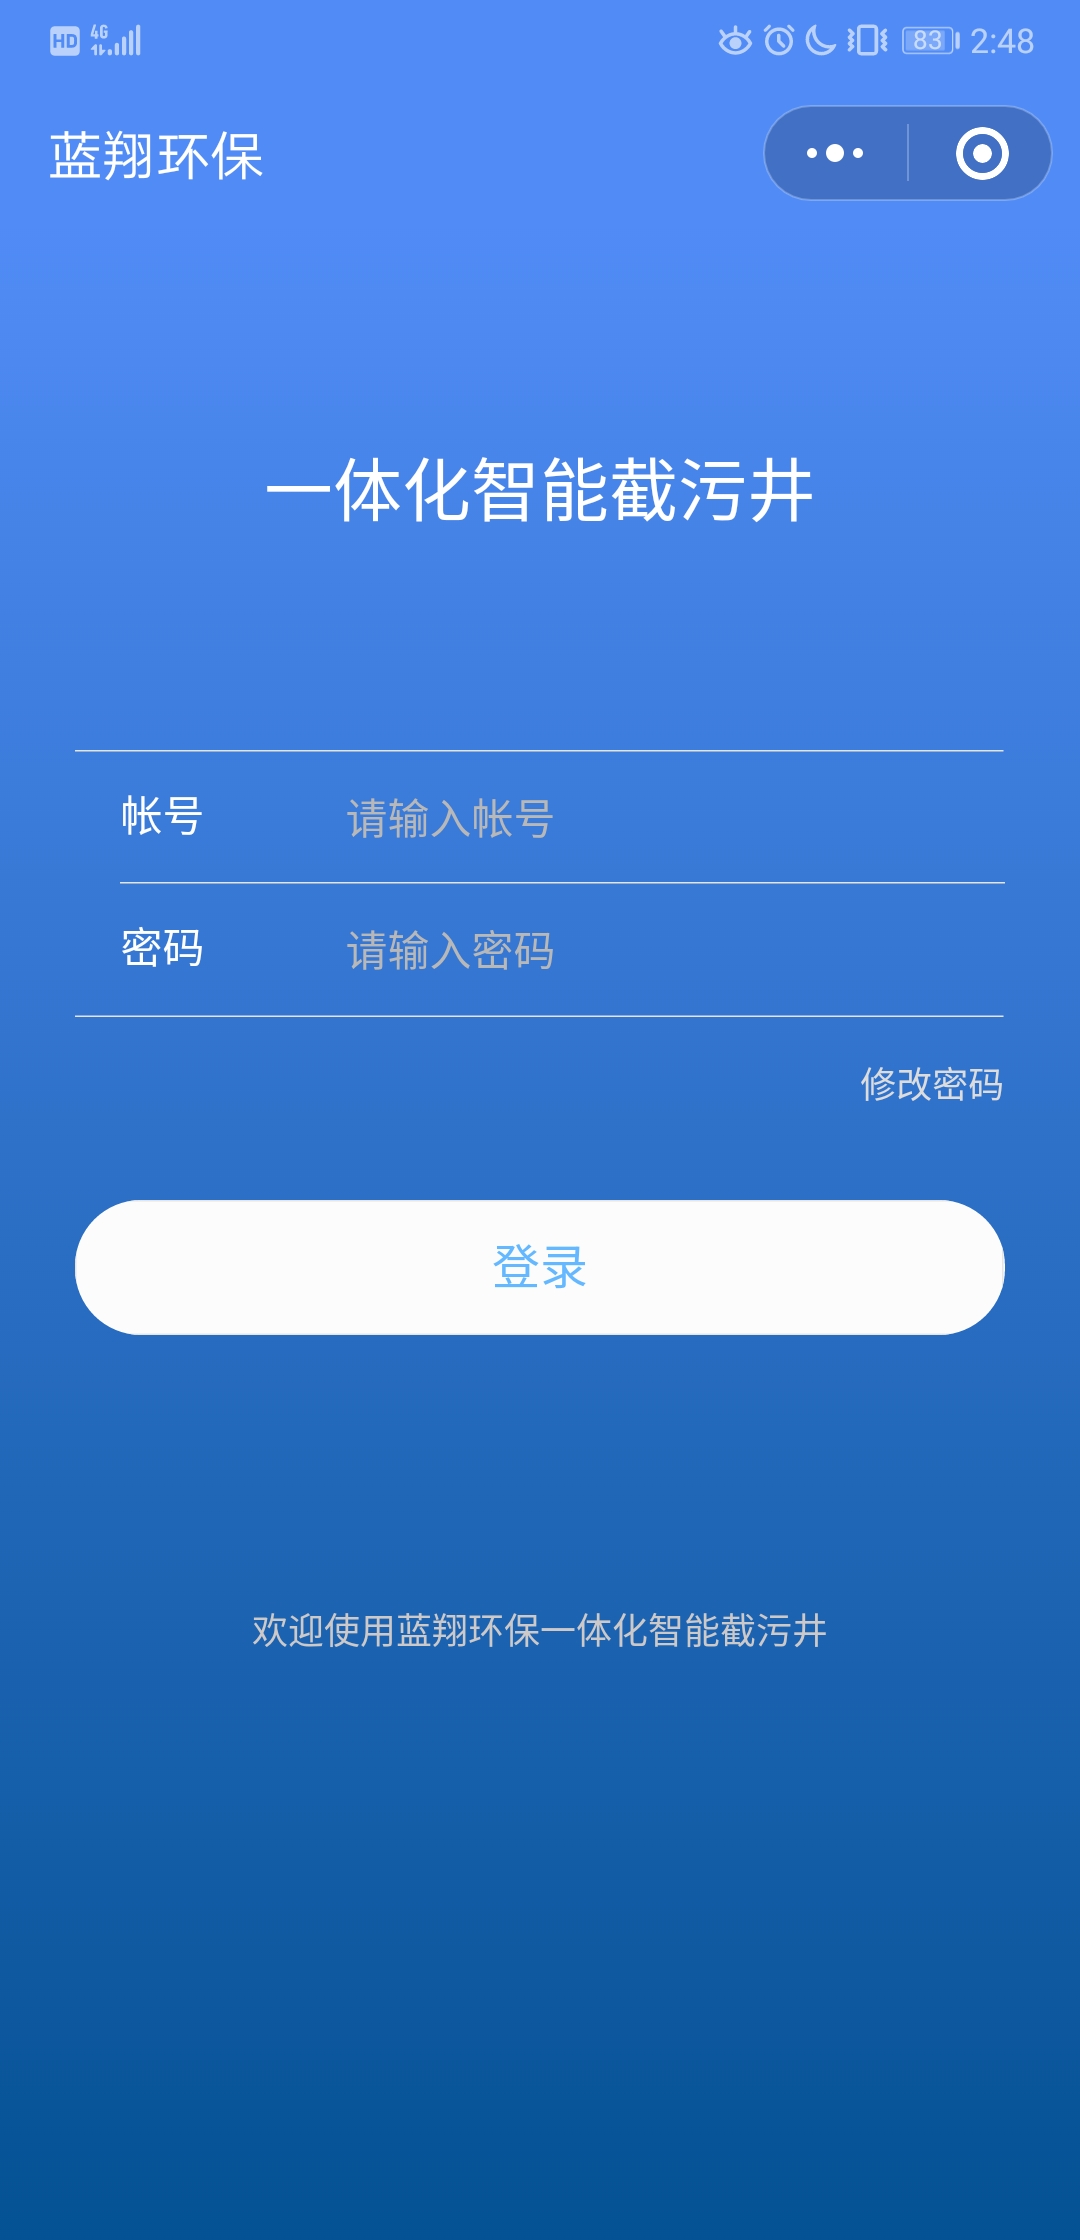 HD 4G 83 2:48
蓝翔环保
一体化智能截污井
帐号 请输入帐号
密码 请输入密码
修改密码
登录
欢迎使用蓝翔环保一体化智能截污井